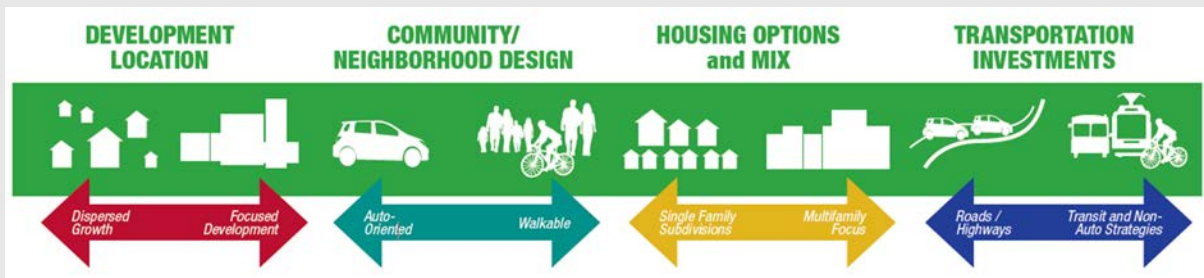 DEVELOPMENT
LOCATION
COMMUNITY/
NEIGHBORHOOD DESIGN
HOUSING OPTIONS
and MIX
TRANSPORTATION
INVESTMENTS
Dispersed
Growth
Focused
Development
Auto-
Oriented
Walkable
Single Family
Subdivisions
Multifamily
Focus
Roads /
Highways
Transit and Non-
Auto Strategies